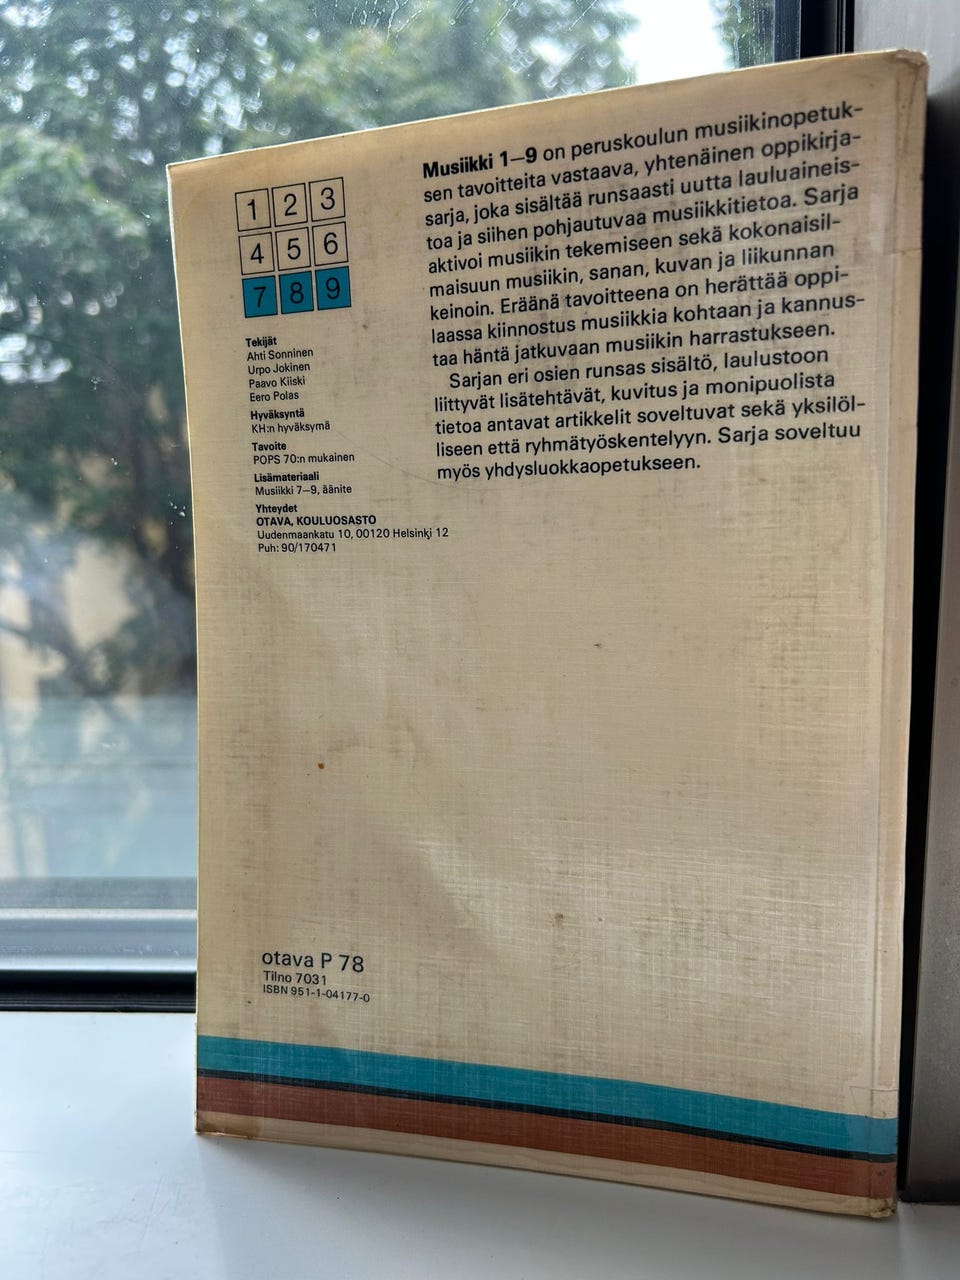 1 2 3
4 5 6
7 8 9
Tekijät
Ahti Sonninen
Urpo Jokinen
Paavo Kiiski
Eero Polas
Hyväksyntä
KH:n hyväksymä
Tavoite
POPS 70:n mukainen
Lisämateriaali
Musiikki 7–9, äänite
Yhteydet
OTAVA, KOULUOSASTO
Uudenmaankatu 10, 00120 Helsinki 12
Puh: 90/170471
Musiikki 1–9 on peruskoulun musiikinopetuk-
sen tavoitteita vastaava, yhtenäinen oppikirja-
sarja, joka sisältää runsaasti uutta lauluaineis-
toa ja siihen pohjautuvaa musiikkitietoa. Sarja
aktivoi musiikin tekemiseen sekä kokonaisil-
maisuun musiikin, sanan, kuvan ja liikunnan
keinoin. Eräänä tavoitteena on herättää oppi-
laassa kiinnostus musiikkia kohtaan ja kannus-
taa häntä jatkuvaan musiikin harrastukseen.
Sarjan eri osien runsas sisältö, laulustoon
liittyvät lisätehtävät, kuvitus ja monipuolista
tietoa antavat artikkelit soveltuvat sekä yksilöl-
liseen että ryhmätyöskentelyyn. Sarja soveltuu
myös yhdysluokkaopetukseen.
otava P 78
Tilno 7031
ISBN 951-1-04177-0